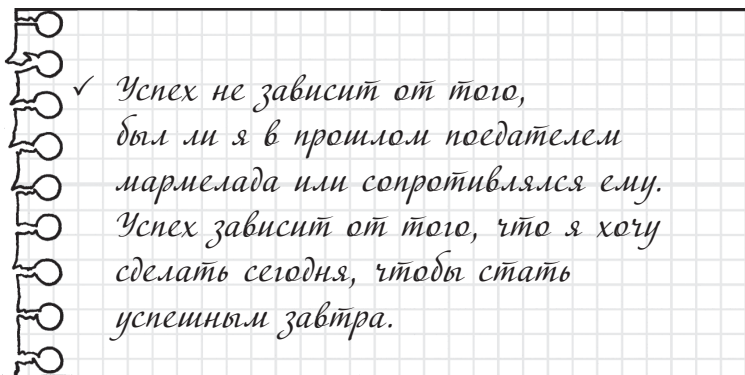 ✓ Успех не зависит от того,
был ли я в прошлом поедателем
мармелада или сопротивлялся ему.
Успех зависит от того, что я хочу
сделать сегодня, чтобы стать
успешным завтра.